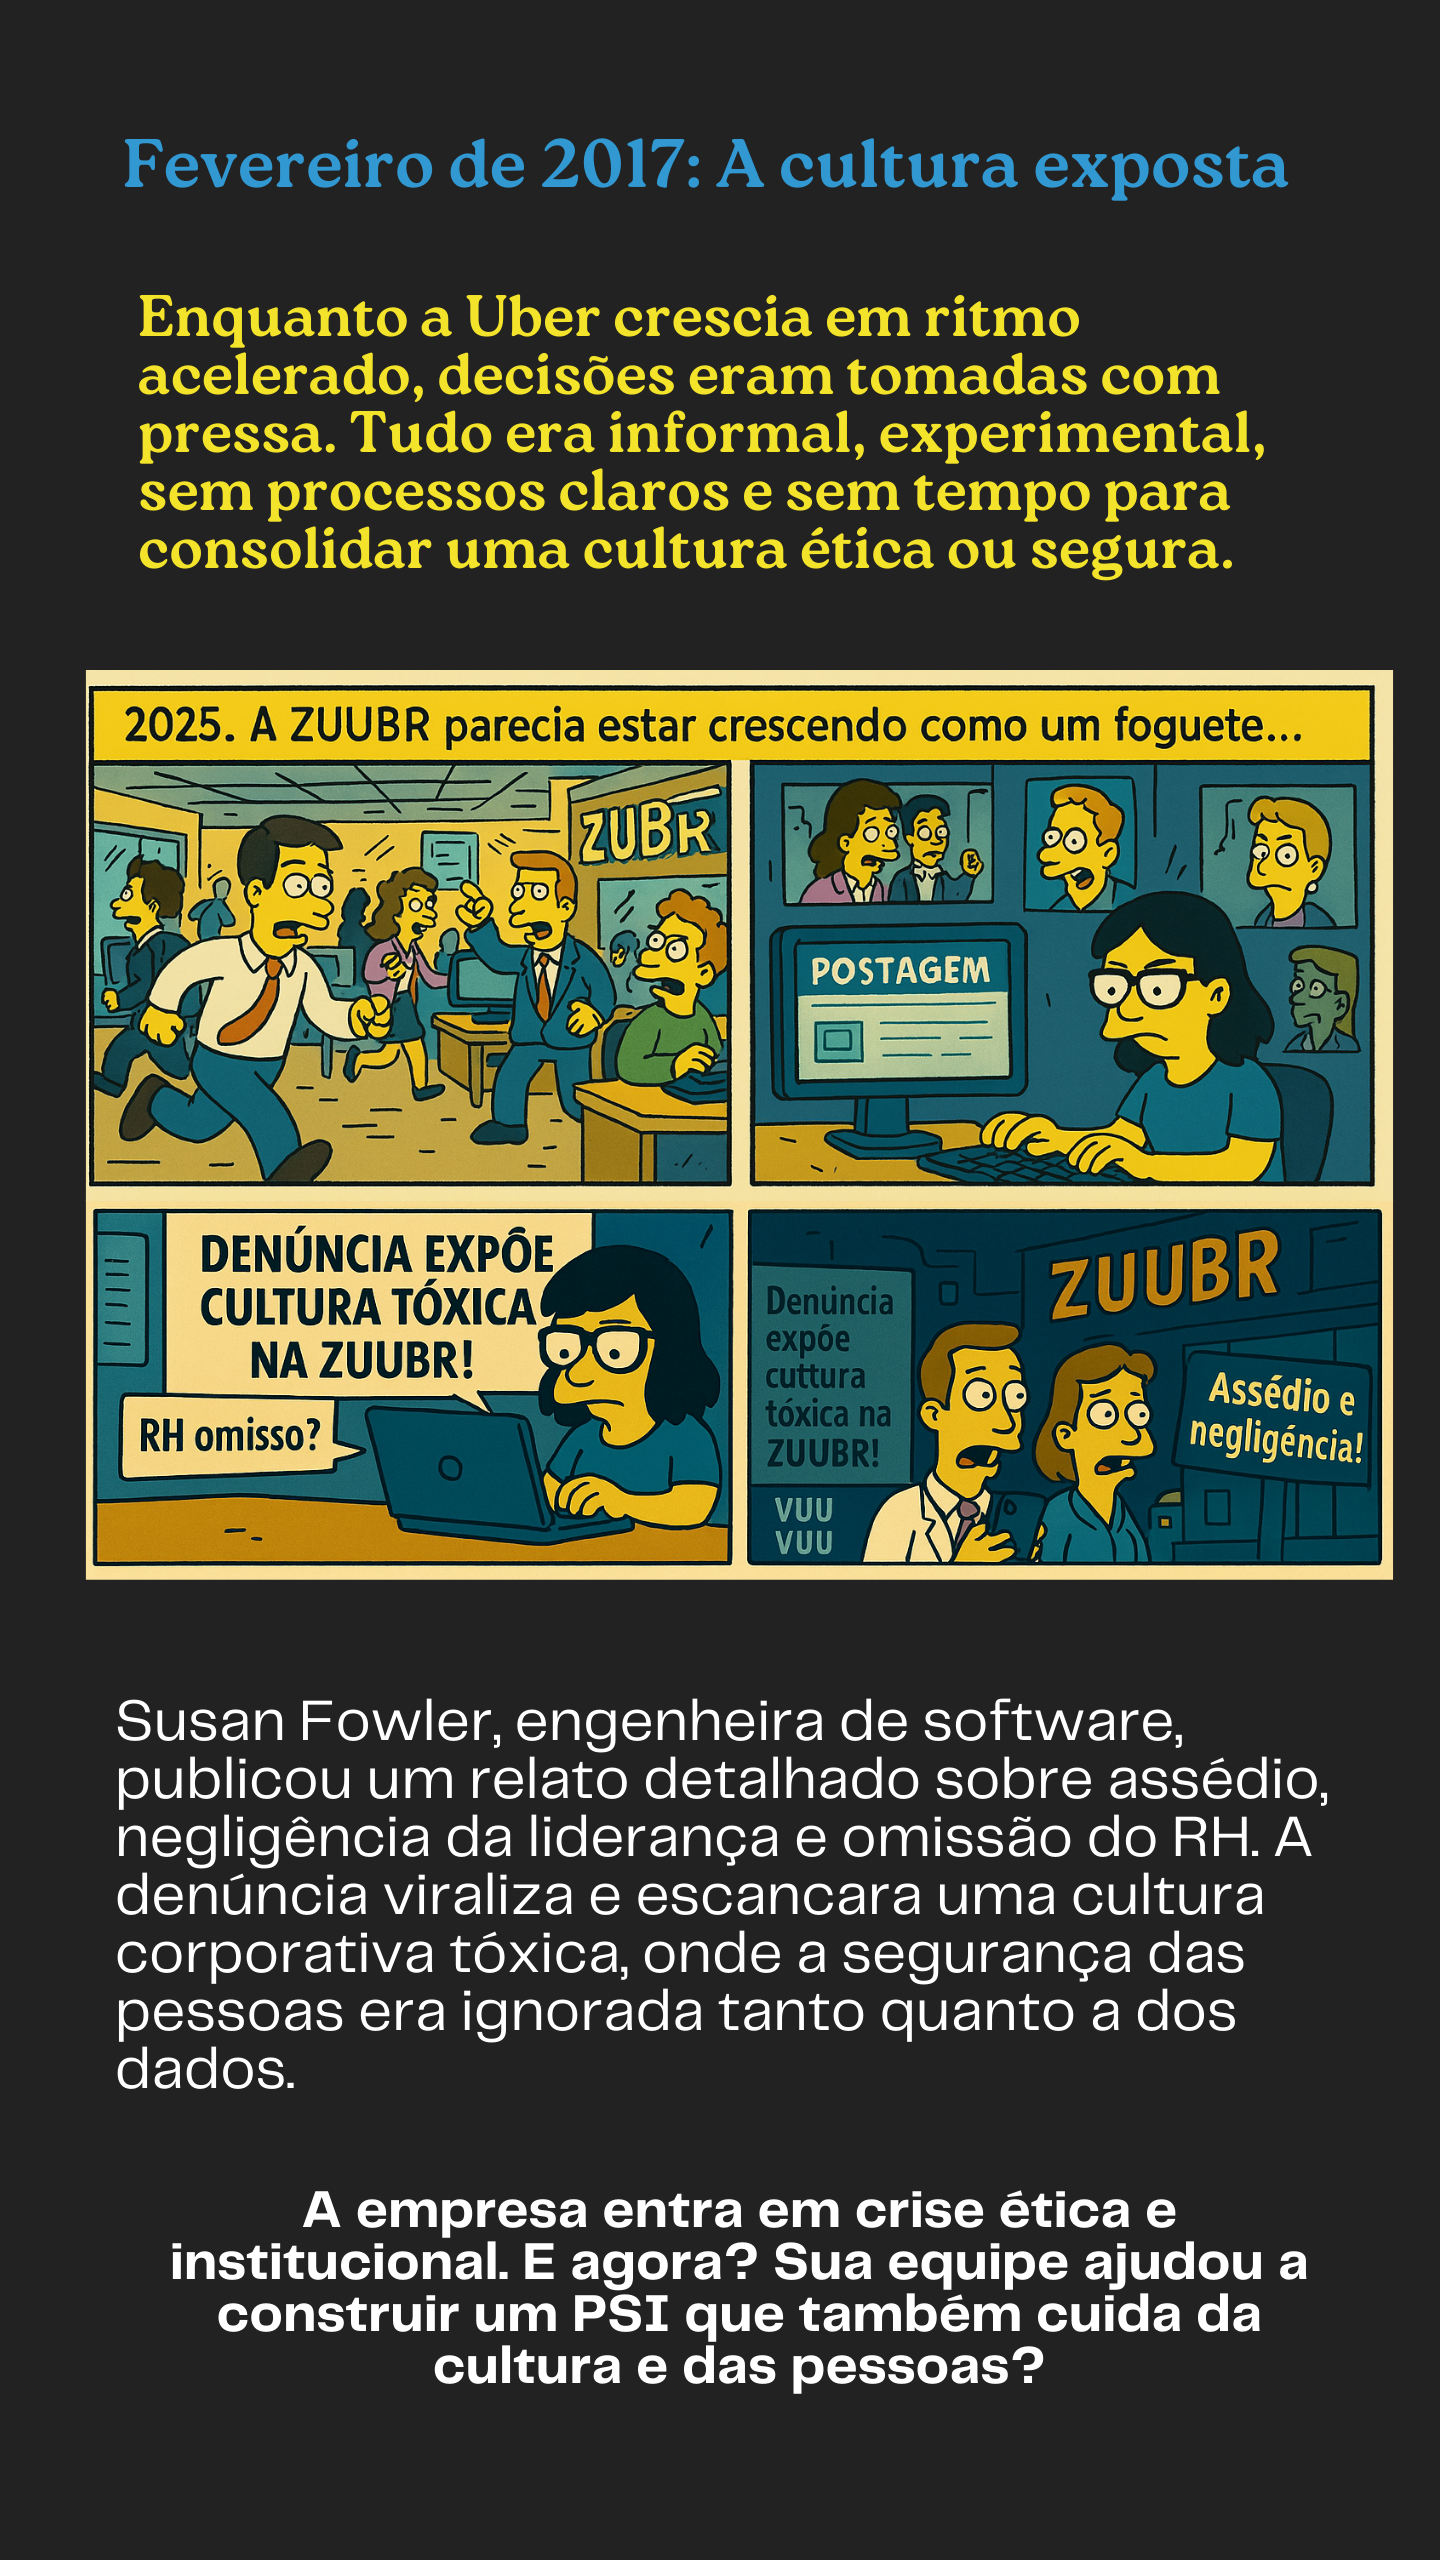 Fevereiro de 2017: A cultura exposta
Enquanto a Uber crescia em ritmo
acelerado, decisões eram tomadas com
pressa. Tudo era informal, experimental,
sem processos claros e sem tempo para
consolidar uma cultura ética ou segura.
2025. A ZUUBR parecia estar crescendo como um foguete...
ZUBR
POSTAGEM
DENÚNCIA EXPÕE
CULTURA TÓXICA
NA ZUUBR!
RH omisso?
ZUUBR
Denúncia
expõe
cuttura
tóxica na
ZUUBR!
VUU
VUU
Assédio e
negligéncia!
Susan Fowler, engenheira de software,
publicou um relato detalhado sobre assédio,
negligência da liderança e omissão do RH. A
denúncia viraliza e escancara uma cultura
corporativa tóxica, onde a segurança das
pessoas era ignorada tanto quanto a dos
dados.
A empresa entra em crise ética e
institucional. E agora? Sua equipe ajudou a
construir um PSI que também cuida da
cultura e das pessoas?